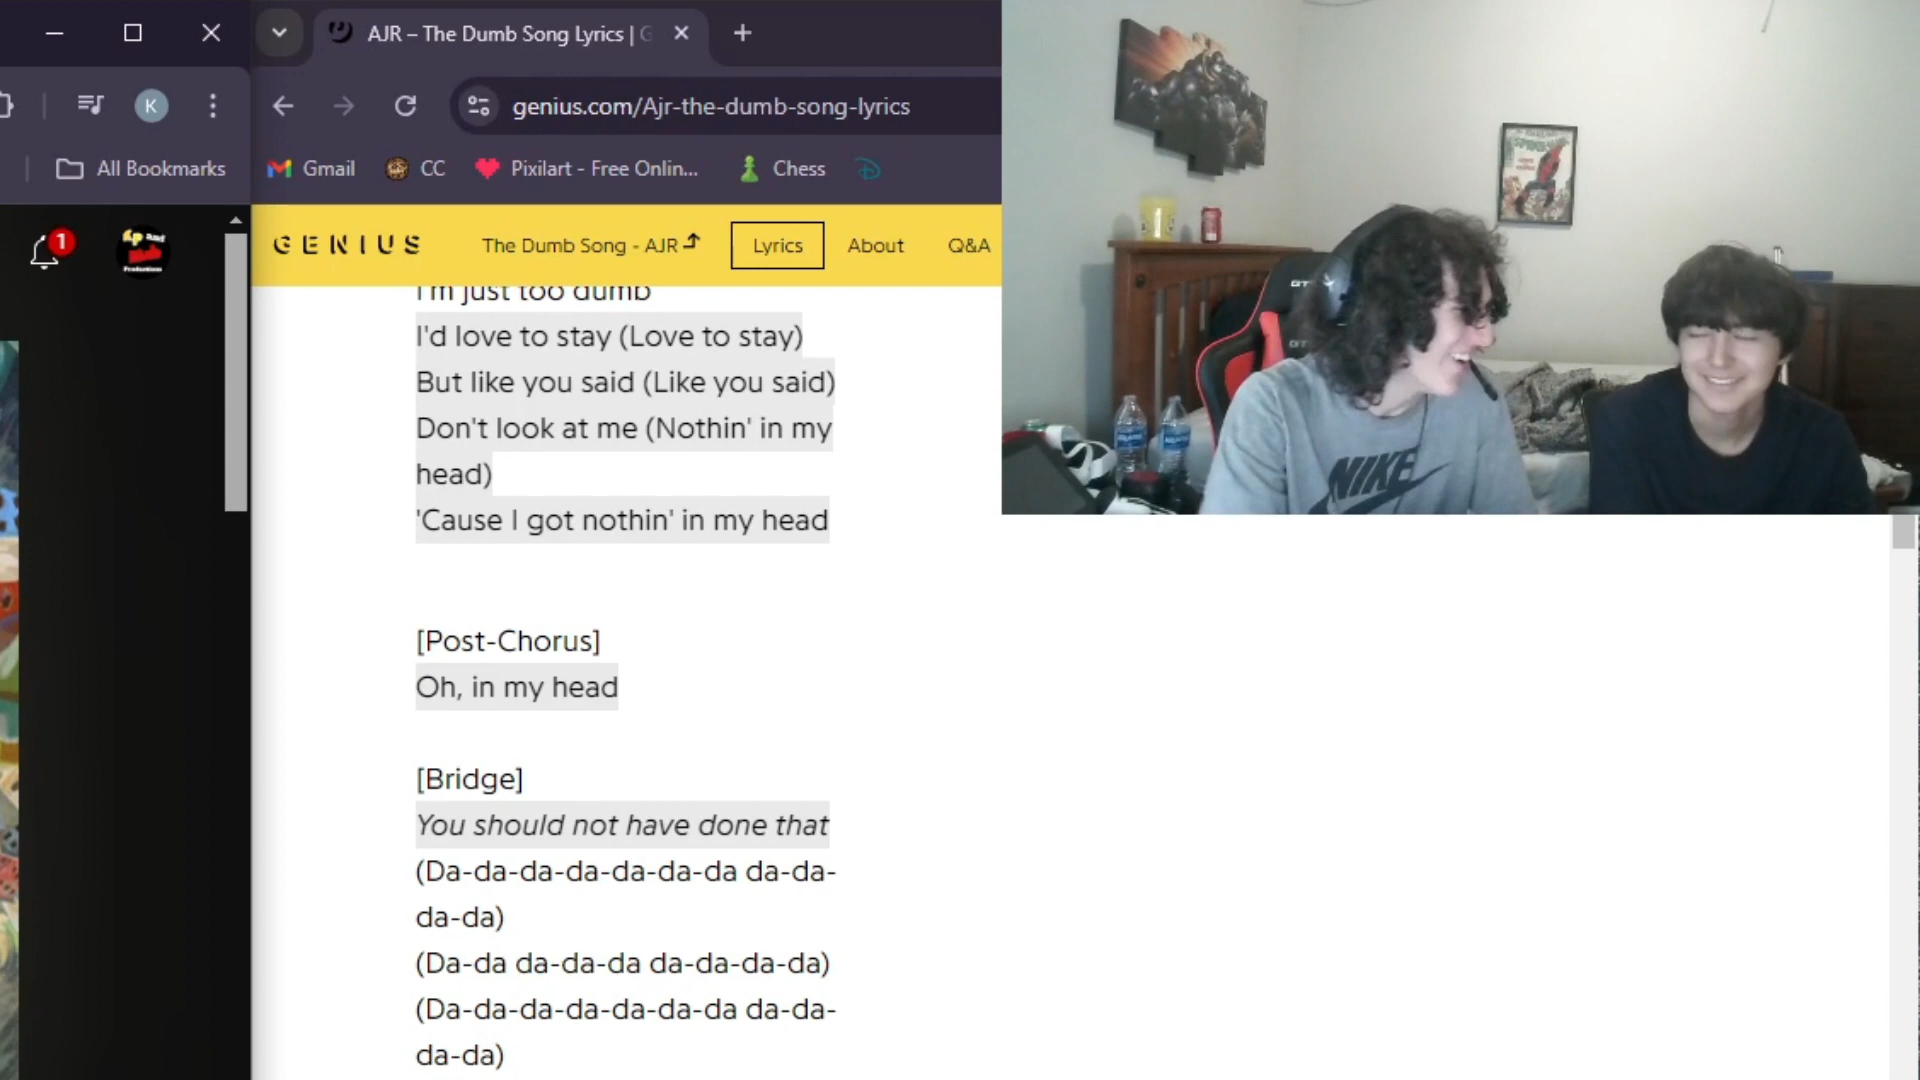 AJR – The Dumb Song Lyrics | G
genius.com/Ajr-the-dumb-song-lyrics
K
All Bookmarks
Gmail
CC
Pixilart - Free Onlin...
Chess
1
GENIUS
The Dumb Song - AJR
Lyrics
About
Q&A
I'm just too dumb
I'd love to stay (Love to stay)
But like you said (Like you said)
Don't look at me (Nothin' in my
head)
'Cause I got nothin' in my head
[Post-Chorus]
Oh, in my head
[Bridge]
You should not have done that
(Da-da-da-da-da-da-da da-da-
da-da)
(Da-da da-da-da da-da-da-da)
(Da-da-da-da-da-da-da da-da-
da-da)
NIKE